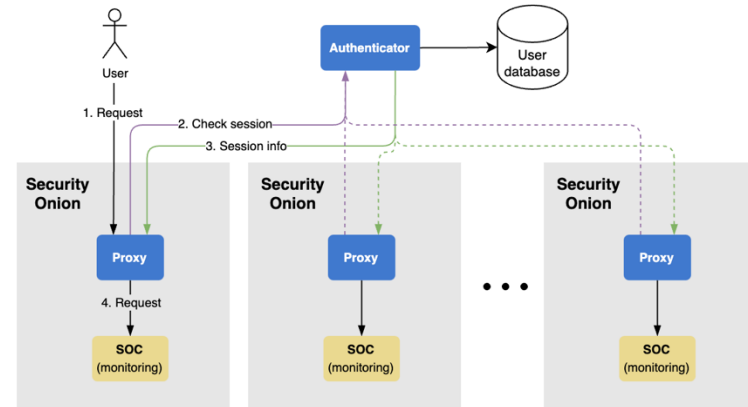 User
Authenticator
User
database
1. Request
2. Check session
3. Session info
Security
Onion
Security
Onion
Security
Onion
Proxy
Proxy
Proxy
4. Request
SOC
(monitoring)
SOC
(monitoring)
SOC
(monitoring)